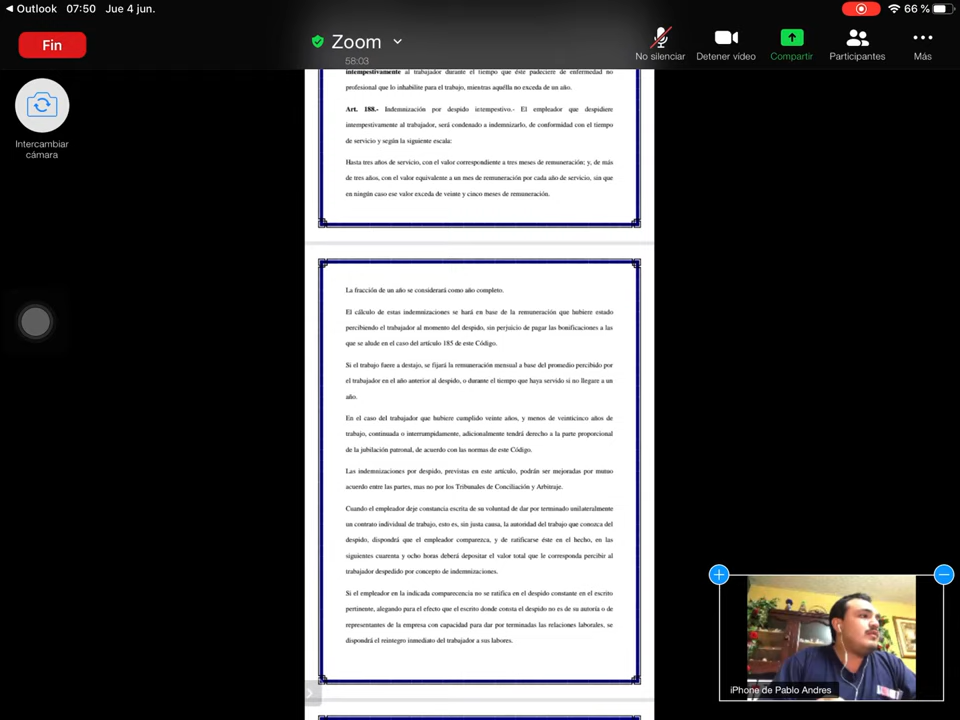 Outlook 07:50 Jue 4 jun. 66 %
Fin
Zoom
58:03
No silenciar
Detener vídeo
Compartir
Participantes
Más
Intercambiar
cámara
intempestivamente al trabajador durante el tiempo que éste padeciere de enfermedad no
profesional que lo inhabilite para el trabajo, mientras aquélla no exceda de un año.
Art. 188.- Indemnización por despido intempestivo.- El empleador que despidiere
intempestivamente al trabajador, será condenado a indemnizarlo, de conformidad con el tiempo
de servicio y según la siguiente escala:
Hasta tres años de servicio, con el valor correspondiente a tres meses de remuneración; y, de más
de tres años, con el valor equivalente a un mes de remuneración por cada año de servicio, sin que
en ningún caso ese valor exceda de veinte y cinco meses de remuneración.
La fracción de un año se considerará como año completo.
El cálculo de estas indemnizaciones se hará en base de la remuneración que hubiere estado
percibiendo el trabajador al momento del despido, sin perjuicio de pagar las bonificaciones a las
que se alude en el caso del artículo 185 de este Código.
Si el trabajo fuere a destajo, se fijará la remuneración mensual a base del promedio percibido por
el trabajador en el año anterior al despido, o durante el tiempo que haya servido si no llegare a un
año.
En el caso del trabajador que hubiere cumplido veinte años, y menos de veinticinco años de
trabajo, continuada o interrumpidamente, adicionalmente tendrá derecho a la parte proporcional
de la jubilación patronal, de acuerdo con las normas de este Código.
Las indemnizaciones por despido, previstas en este artículo, podrán ser mejoradas por mutuo
acuerdo entre las partes, mas no por los Tribunales de Conciliación y Arbitraje.
Cuando el empleador deje constancia escrita de su voluntad de dar por terminado unilateralmente
un contrato individual de trabajo, esto es, sin justa causa, la autoridad del trabajo que conozca del
despido, dispondrá que el empleador comparezca, y de ratificarse éste en el hecho, en las
siguientes cuarenta y ocho horas deberá depositar el valor total que le corresponda percibir al
trabajador despedido por concepto de indemnizaciones.
Si el empleador en la indicada comparecencia no se ratifica en el despido constante en el escrito
pertinente, alegando para el efecto que el escrito donde consta el despido no es de su autoría o de
representantes de la empresa con capacidad para dar por terminadas las relaciones laborales, se
dispondrá el reintegro inmediato del trabajador a sus labores.
iPhone de Pablo Andres